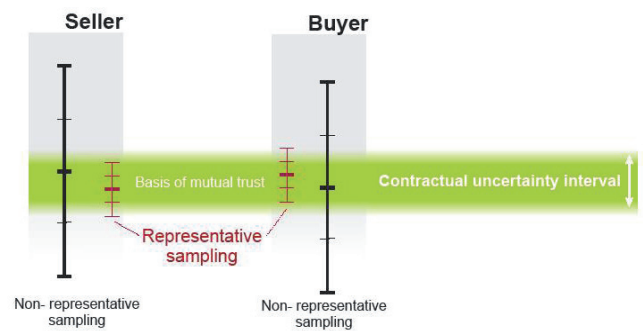 Seller
Buyer
Basis of mutual trust
Contractual uncertainty interval
Representative
sampling
Non- representative
sampling
Non- representative
sampling